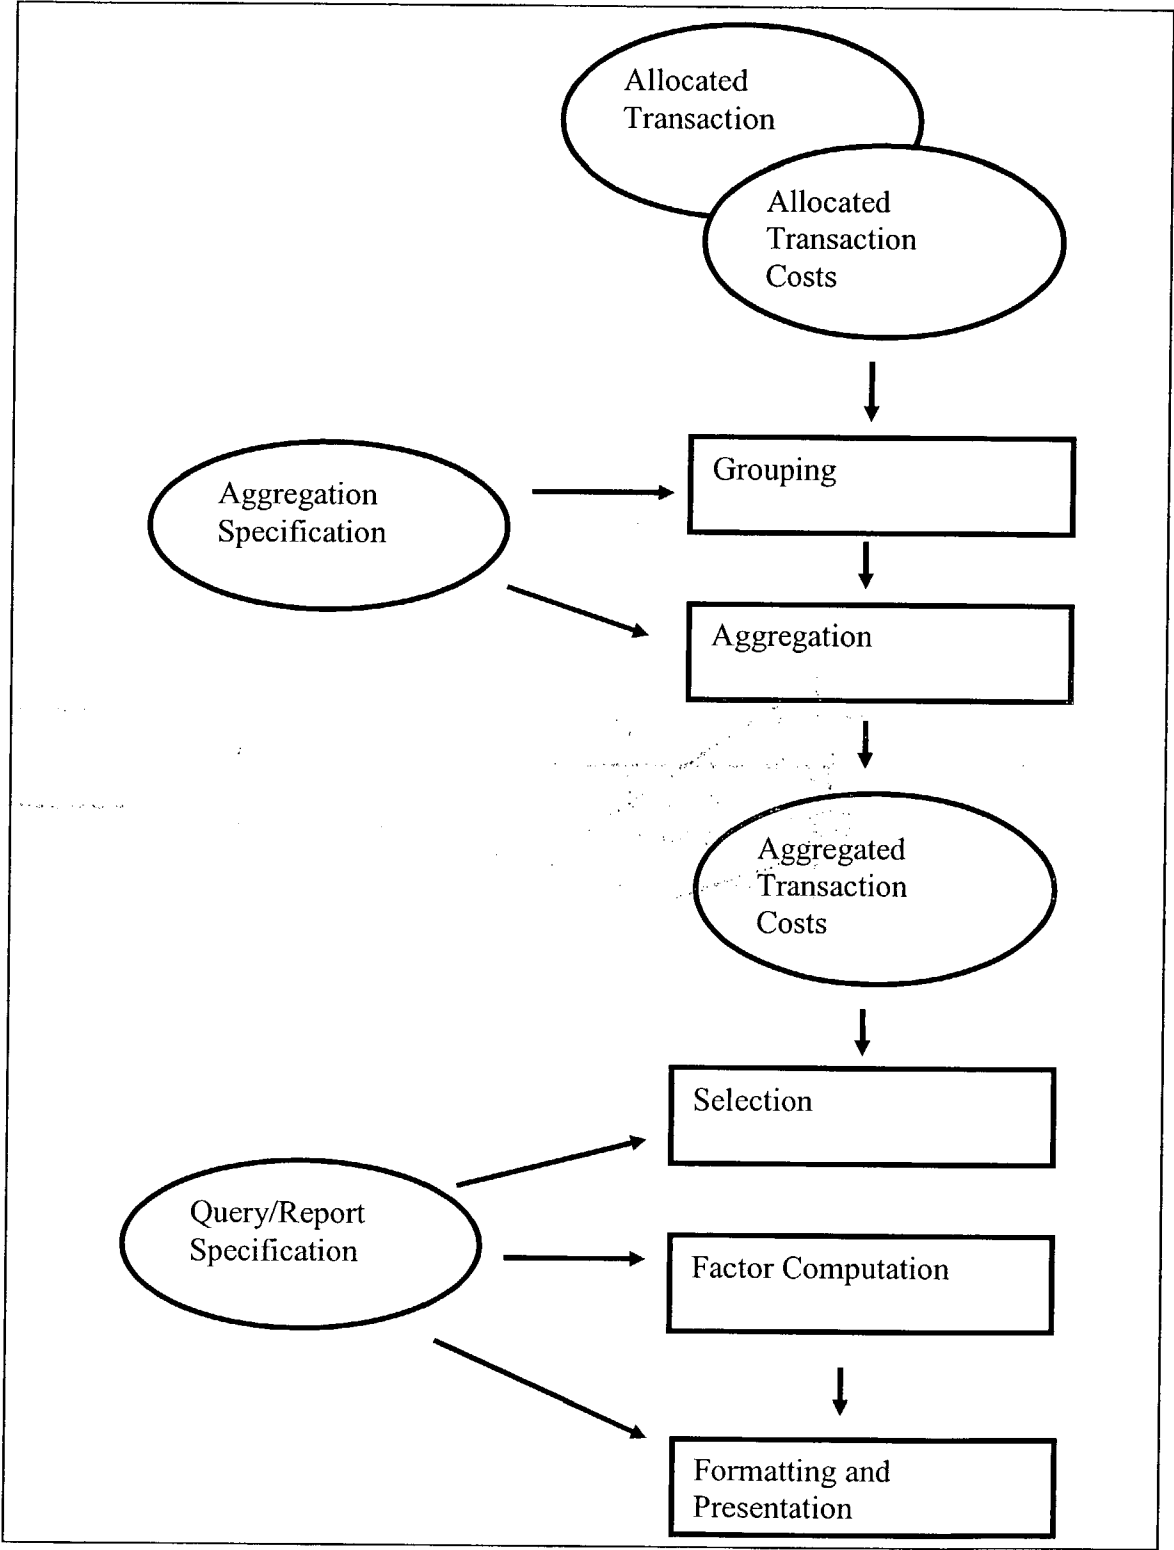 Allocated
Transaction
Allocated
Transaction
Costs
Grouping
Aggregation
Specification
Aggregation
Aggregated
Transaction
Costs
Selection
Query/Report
Specification
Factor Computation
Formatting and
Presentation